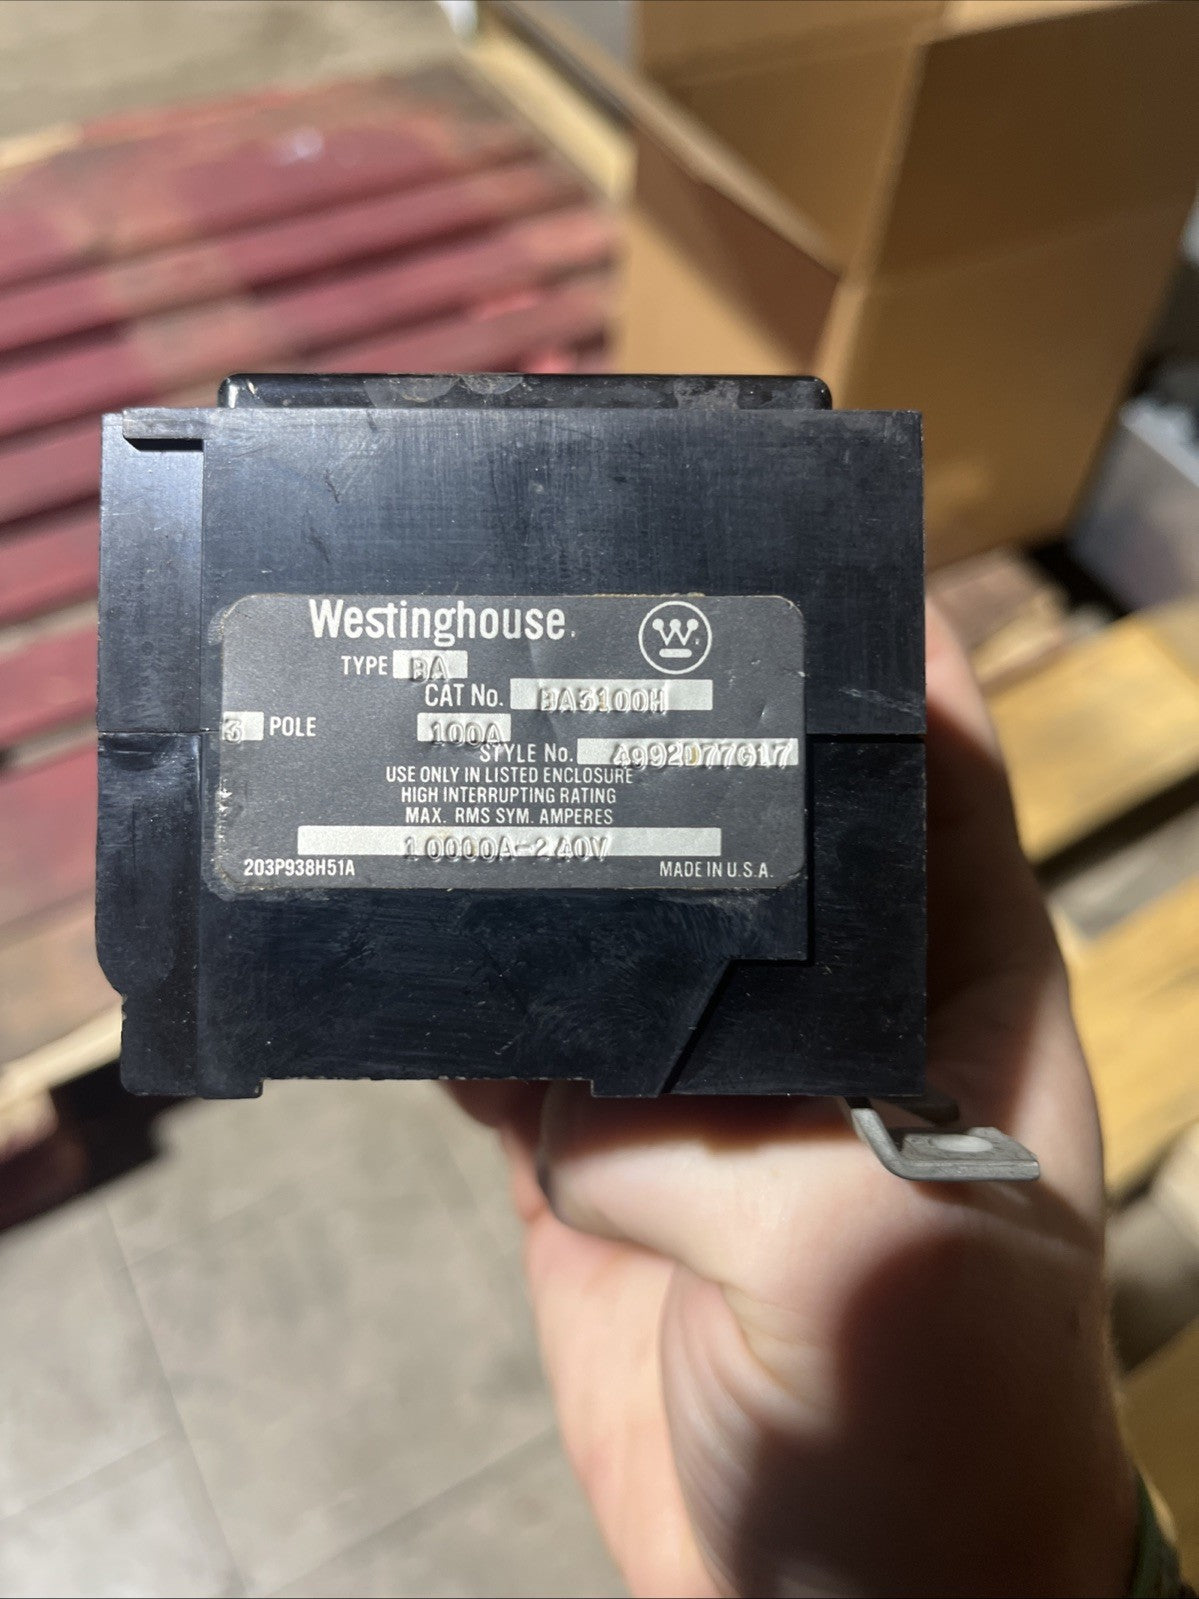 Westinghouse.
W
TYPE BA
CAT No. BA3100H
3 POLE 100A
STYLE No. 4992D77G17
USE ONLY IN LISTED ENCLOSURE
HIGH INTERRUPTING RATING
MAX. RMS SYM. AMPERES
10000A-240V
203P938H51A MADE IN U.S.A.